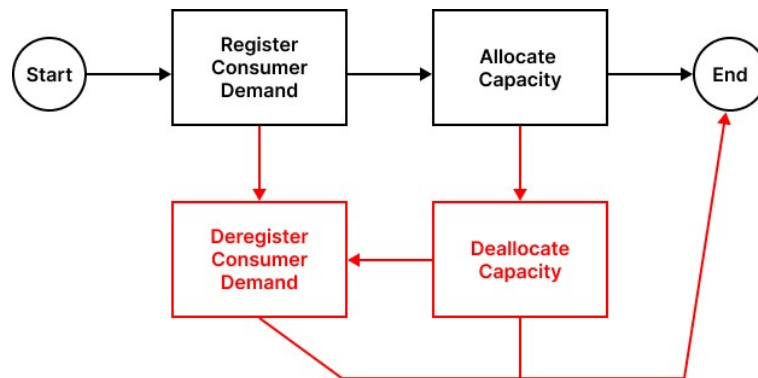 Start
Register
Consumer
Demand
Allocate
Capacity
End
Deregister
Consumer
Demand
Deallocate
Capacity